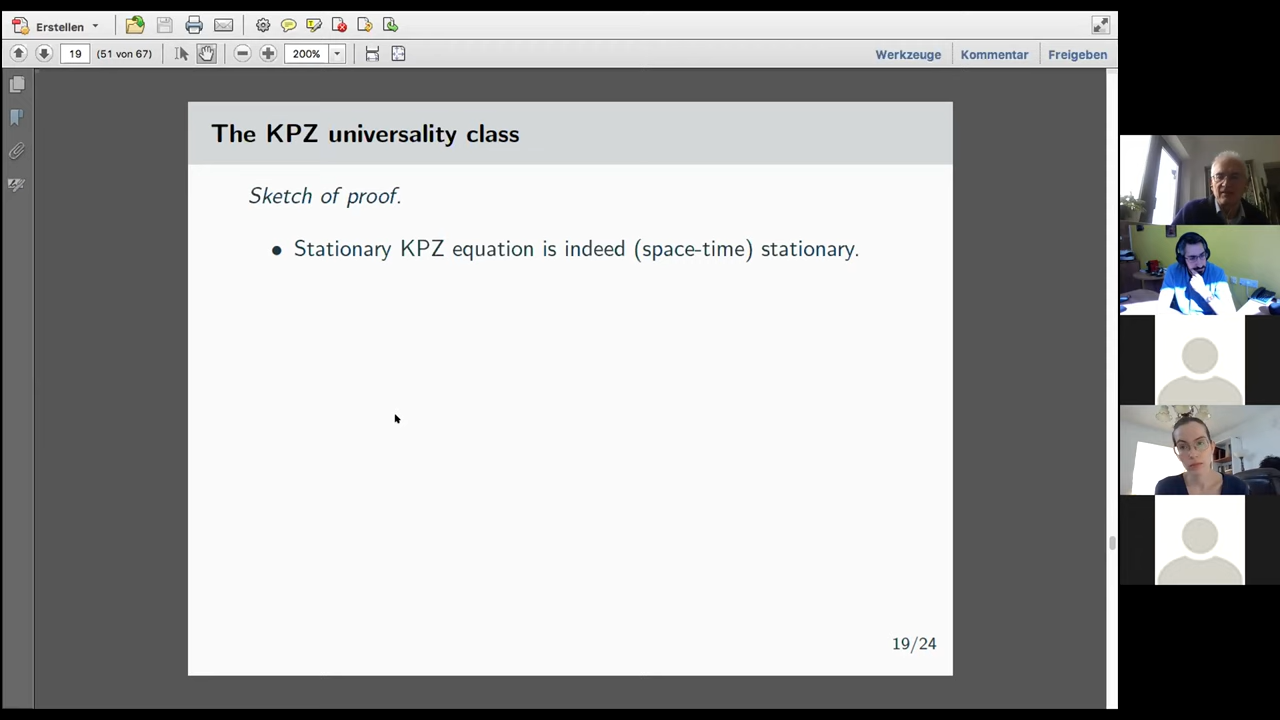 Erstellen
19 (51 von 67) 200% Werkzeuge Kommentar Freigeben
The KPZ universality class
Sketch of proof.
• Stationary KPZ equation is indeed (space-time) stationary.
19/24